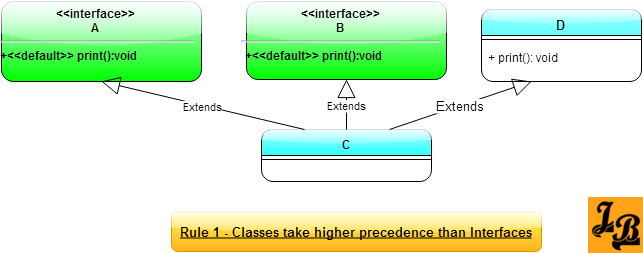 <<interface>>
A
+<<default>> print():void
<<interface>>
B
+<<default>> print():void
D
+ print(): void
Extends
Extends
Extends
C
Rule 1 - Classes take higher precedence than Interfaces
JB